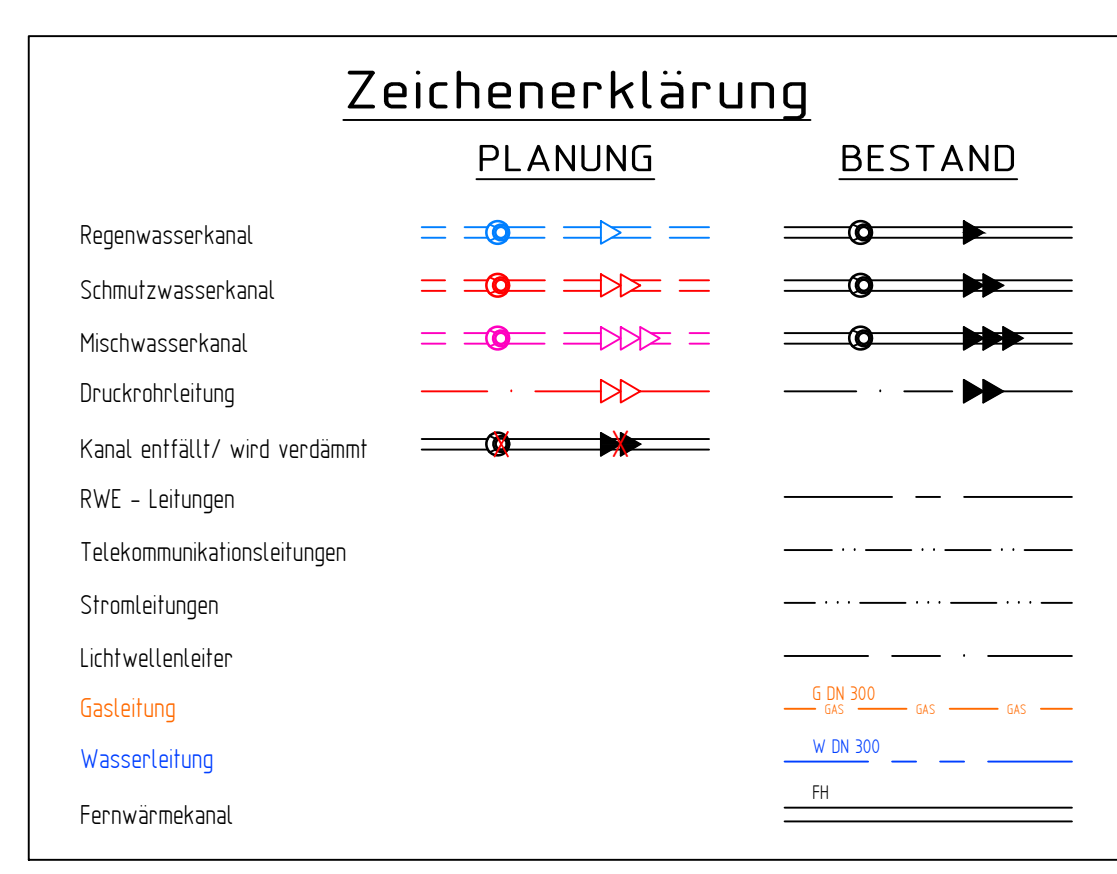 Zeichenerklärung
PLANUNG BESTAND
Regenwasserkanal
Schmutzwasserkanal
Mischwasserkanal
Druckrohrleitung
Kanal entfällt/ wird verdämmt
RWE - Leitungen
Telekommunikationsleitungen
Stromleitungen
Lichtwellenleiter
G DN 300
Gasleitung GAS GAS GAS
W DN 300
Wasserleitung
FH
Fernwärmekanal